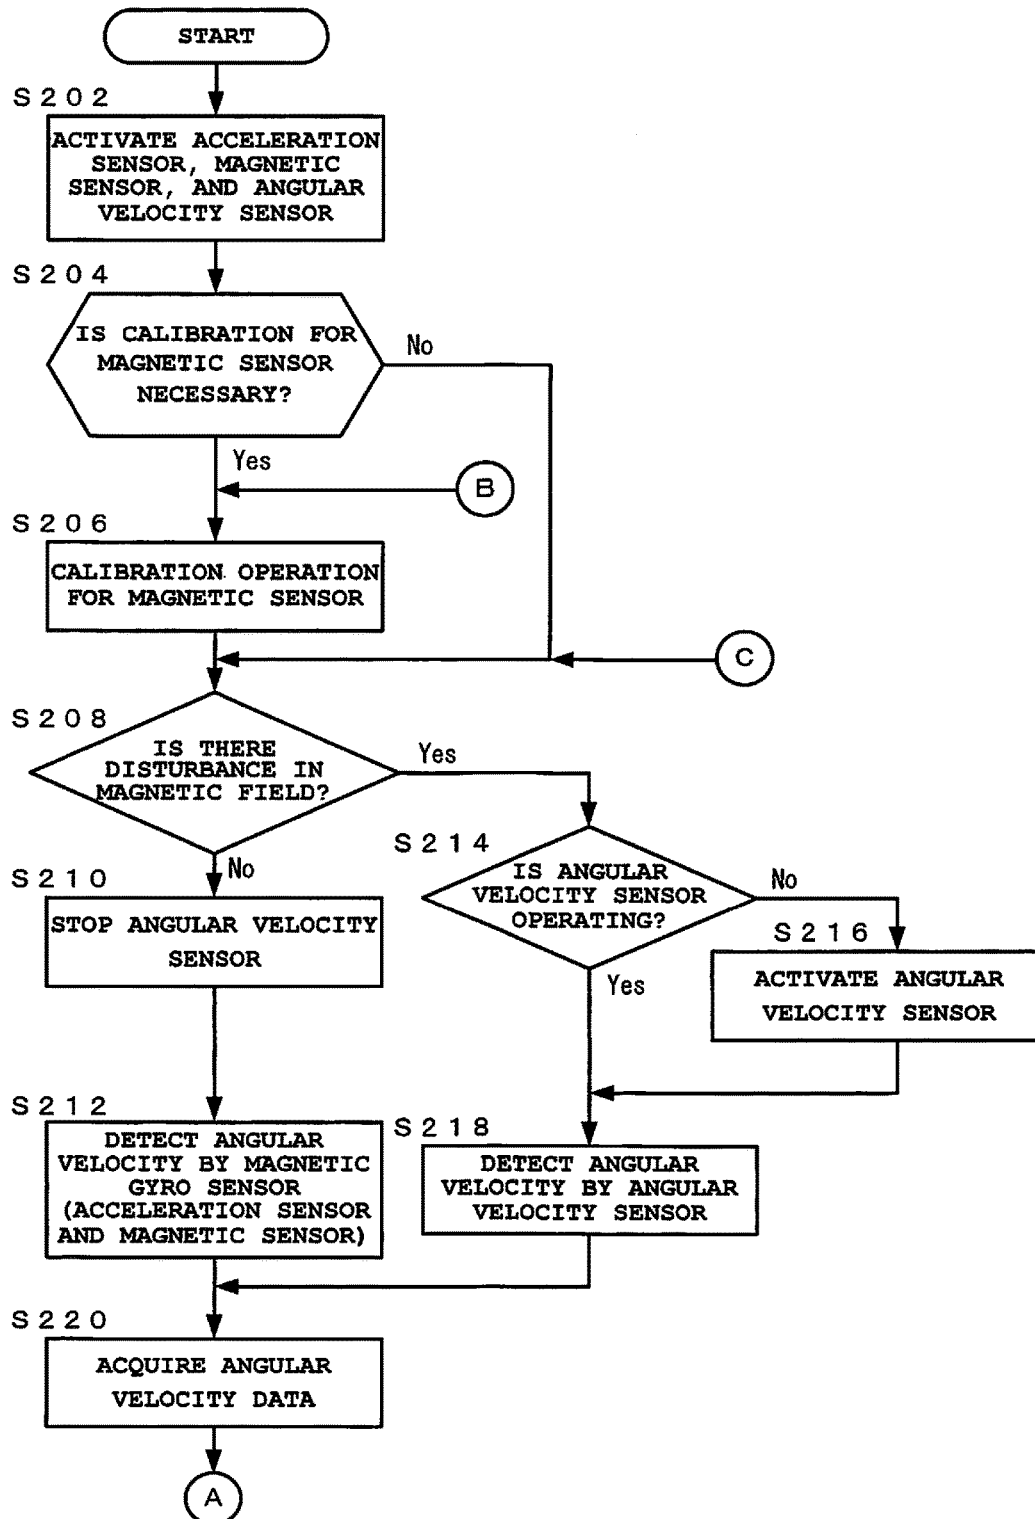 START
S202
ACTIVATE ACCELERATION
SENSOR, MAGNETIC
SENSOR, AND ANGULAR
VELOCITY SENSOR
S204
IS CALIBRATION FOR
MAGNETIC SENSOR
NECESSARY?
No
Yes
B
S206
CALIBRATION OPERATION
FOR MAGNETIC SENSOR
C
S208
IS THERE
DISTURBANCE IN
MAGNETIC FIELD?
Yes
No
S210
STOP ANGULAR VELOCITY
SENSOR
S214
IS ANGULAR
VELOCITY SENSOR
OPERATING?
No
Yes
S216
ACTIVATE ANGULAR
VELOCITY SENSOR
S212
DETECT ANGULAR
VELOCITY BY MAGNETIC
GYRO SENSOR
(ACCELERATION SENSOR
AND MAGNETIC SENSOR)
S218
DETECT ANGULAR
VELOCITY BY ANGULAR
VELOCITY SENSOR
S220
ACQUIRE ANGULAR
VELOCITY DATA
A